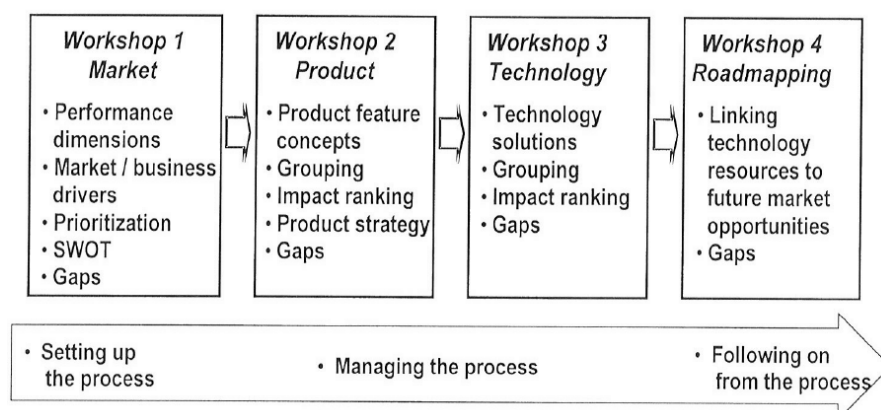 Workshop 1
Market
• Performance
dimensions
• Market / business
drivers
• Prioritization
• SWOT
• Gaps
Workshop 2
Product
• Product feature
concepts
• Grouping
• Impact ranking
• Product strategy
• Gaps
Workshop 3
Technology
• Technology
solutions
• Grouping
• Impact ranking
• Gaps
Workshop 4
Roadmapping
• Linking
technology
resources to
future market
opportunities
• Gaps
• Setting up
the process
• Managing the process
• Following on
from the process